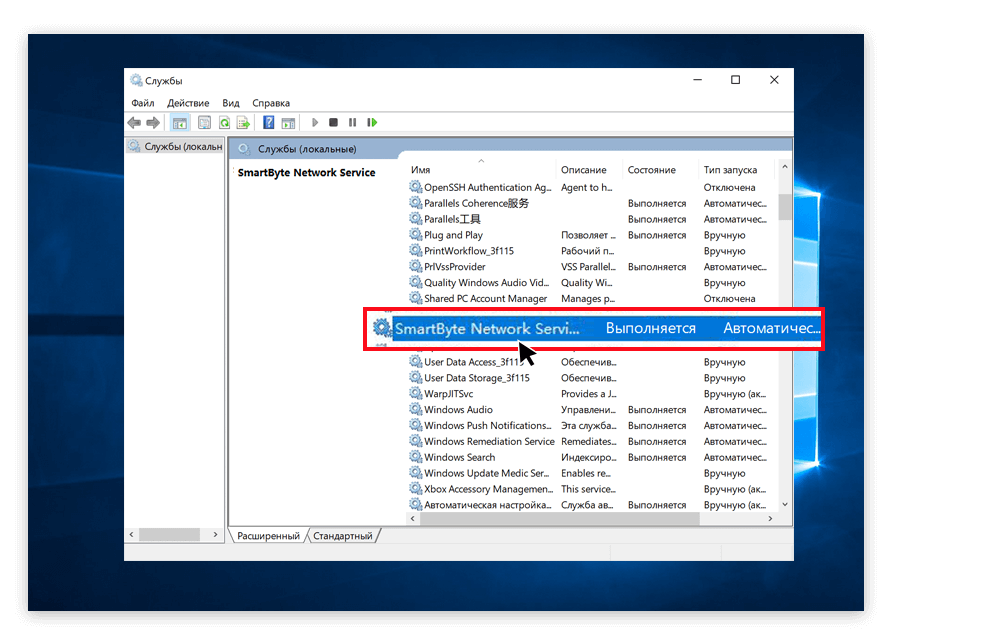 Службы
Файл Действие Вид Справка
Службы (локальн
Службы (локальные)
SmartByte Network Service
Имя Описание Состояние Тип запуска
OpenSSH Authentication Ag... Agent to h... Отключена
Parallels Coherence服务 Выполняется Автоматичес...
Parallels工具 Выполняется Автоматичес...
Plug and Play Позволяет ... Выполняется Вручную
PrintWorkflow_3f115 Рабочий п... Вручную
PrlVssProvider VSS Parallel... Выполняется Автоматичес...
Quality Windows Audio Vid... Quality Wi... Вручную
Shared PC Account Manager Manages p... Отключена
SmartByte Network Servi... Выполняется Автоматичес...
User Data Access_3f11 Обеспечив... Вручную
User Data Storage_3f115 Обеспечив... Вручную
WarpJITSvc Provides a J... Вручную (ак...
Windows Audio Управлени... Выполняется Автоматичес...
Windows Push Notifications... Эта служба... Выполняется Автоматичес...
Windows Remediation Service Remediates... Выполняется Автоматичес...
Windows Search Индексиро... Выполняется Автоматичес...
Windows Update Medic Ser... Enables re... Вручную
Xbox Accessory Managemen... This service... Вручную (ак...
Автоматическая настройка... Служба ав... Выполняется Вручную (ак...
Расширенный Стандартный